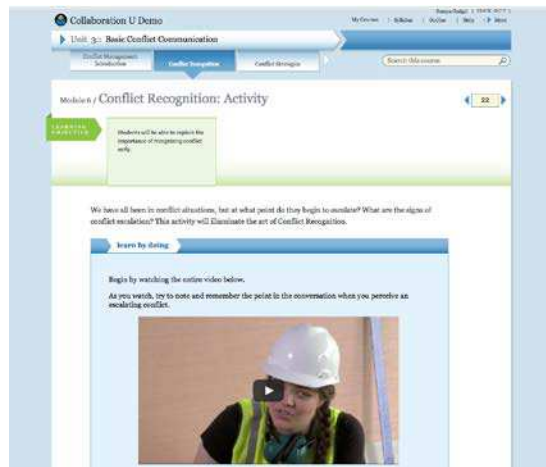 Collaboration U Demo
My Courses | Syllabus | Outline | Help | More
Unit 3:: Basic Conflict Communication
Conflict Management Introduction
Conflict Recognition
Conflict Strategies
Search this course
Module 6 / Conflict Recognition: Activity
22
LEARNING
OBJECTIVE
Students will be able to explain the
importance of recognizing conflict
early.
We have all been in conflict situations, but at what point do they begin to escalate? What are the signs of
conflict escalation? This activity will illuminate the art of Conflict Recognition.
learn by doing
Begin by watching the entire video below.
As you watch, try to note and remember the point in the conversation when you perceive an
escalating conflict.